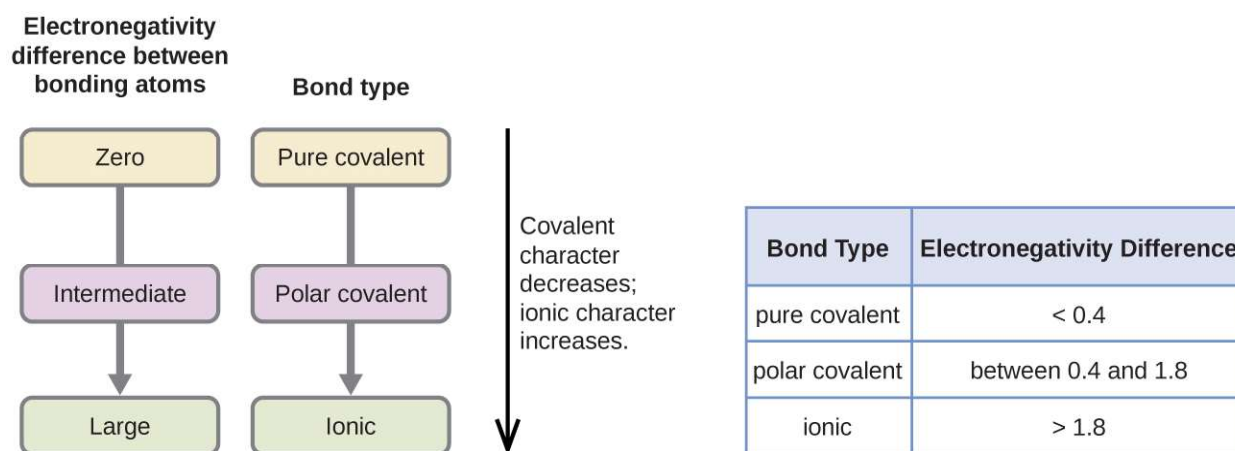 Electronegativity
difference between
bonding atoms
Bond type
Zero
Pure covalent
Intermediate
Polar covalent
Large
Ionic
Covalent
character
decreases;
ionic character
increases.
Bond Type Electronegativity Difference
pure covalent < 0.4
polar covalent between 0.4 and 1.8
ionic > 1.8